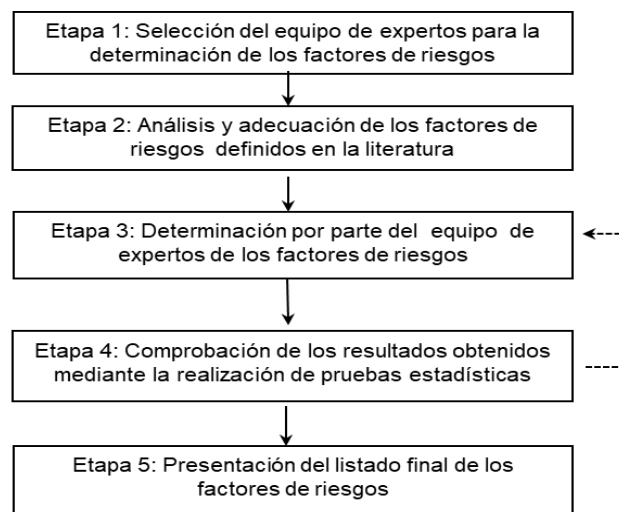 Etapa 1: Selección del equipo de expertos para la
determinación de los factores de riesgos
Etapa 2: Análisis y adecuación de los factores de
riesgos definidos en la literatura
Etapa 3: Determinación por parte del equipo de
expertos de los factores de riesgos
Etapa 4: Comprobación de los resultados obtenidos
mediante la realización de pruebas estadísticas
Etapa 5: Presentación del listado final de los
factores de riesgos